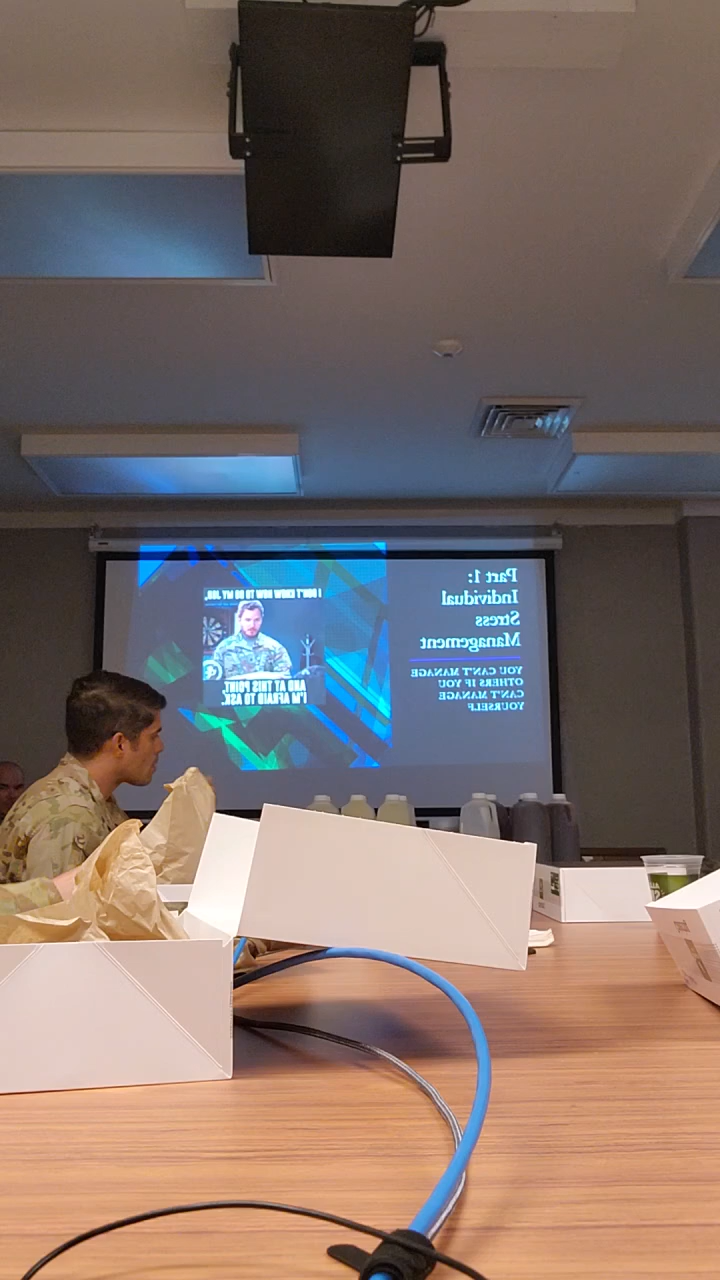 I DON'T KNOW HOW TO DO MY JOB,
AND AT THIS POINT
I'M AFRAID TO ASK.
Part 1:
Individual
Stress
Management
YOU CAN'T MANAGE
OTHERS IF YOU
CAN'T MANAGE
YOURSELF